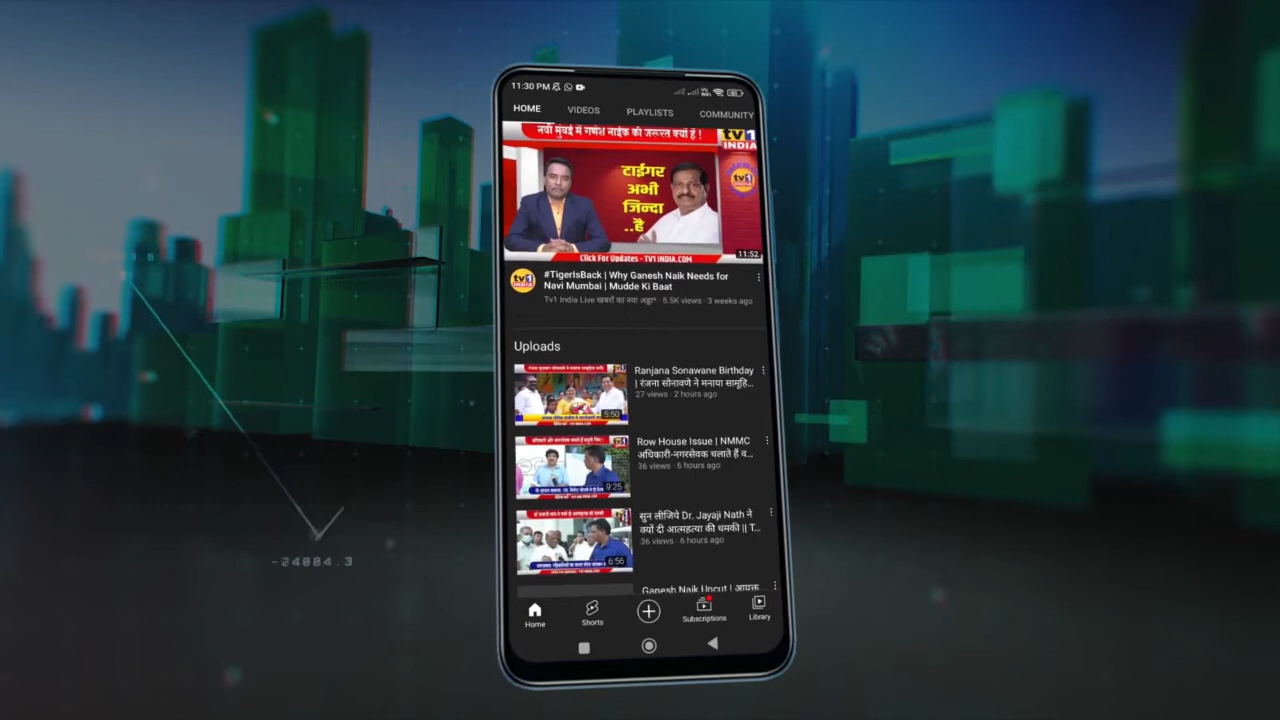 11:30 PM
HOME VIDEOS PLAYLISTS COMMUNITY
नवी मुंबई में गणेश नाईक की जरूरत क्यों है !
tv1
INDIA
टाईगर
अभी
जिन्दा
..है
tv1
INDIA
Click For Updates - TV1 INDIA.COM
11:52
tv1
INDIA
#TigerIsBack | Why Ganesh Naik Needs for
Navi Mumbai | Mudde Ki Baat
Tv1 India Live खबरों का नया अड्डा" · 5.5K views · 3 weeks ago
Uploads
5:50
Ranjana Sonawane Birthday
| रंजना सोनावणे ने मनाया सामूहि...
27 views · 2 hours ago
9:25
Row House Issue | NMMC
अधिकारी-नगरसेवक चलाते हैं व...
36 views · 6 hours ago
6:56
सुन लीजिये Dr. Jayaji Nath ने
क्यों दी आत्महत्या की धमकी || T...
36 views · 6 hours ago
Ganesh Naik Uncut | आयुक्त
Home Shorts Subscriptions Library
-24004.3